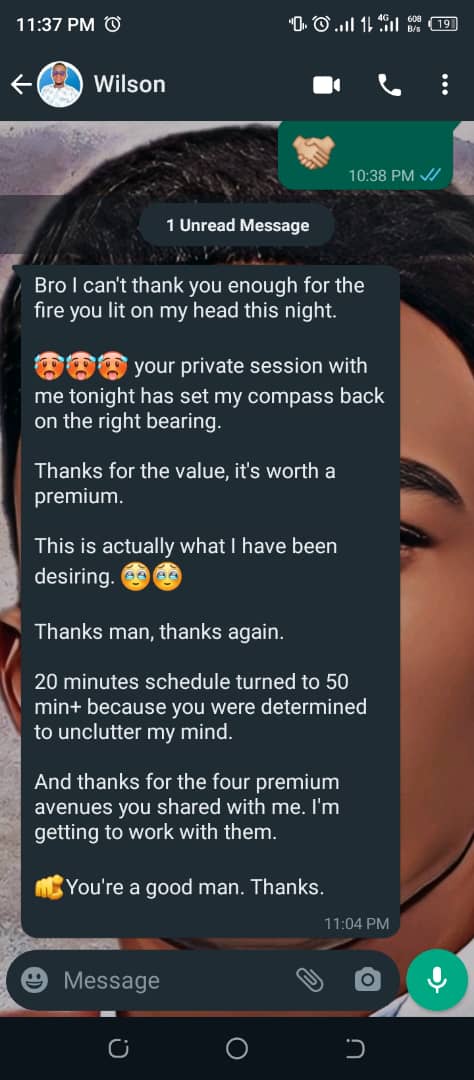 11:37 PM
4G
608
B/s
19
Wilson
10:38 PM
1 Unread Message
Bro I can't thank you enough for the
fire you lit on my head this night.
🥵🥵🥵 your private session with
me tonight has set my compass back
on the right bearing.
Thanks for the value, it's worth a
premium.
This is actually what I have been
desiring. 🥹🥹
Thanks man, thanks again.
20 minutes schedule turned to 50
min+ because you were determined
to unclutter my mind.
And thanks for the four premium
avenues you shared with me. I'm
getting to work with them.
🫵You're a good man. Thanks.
11:04 PM
Message